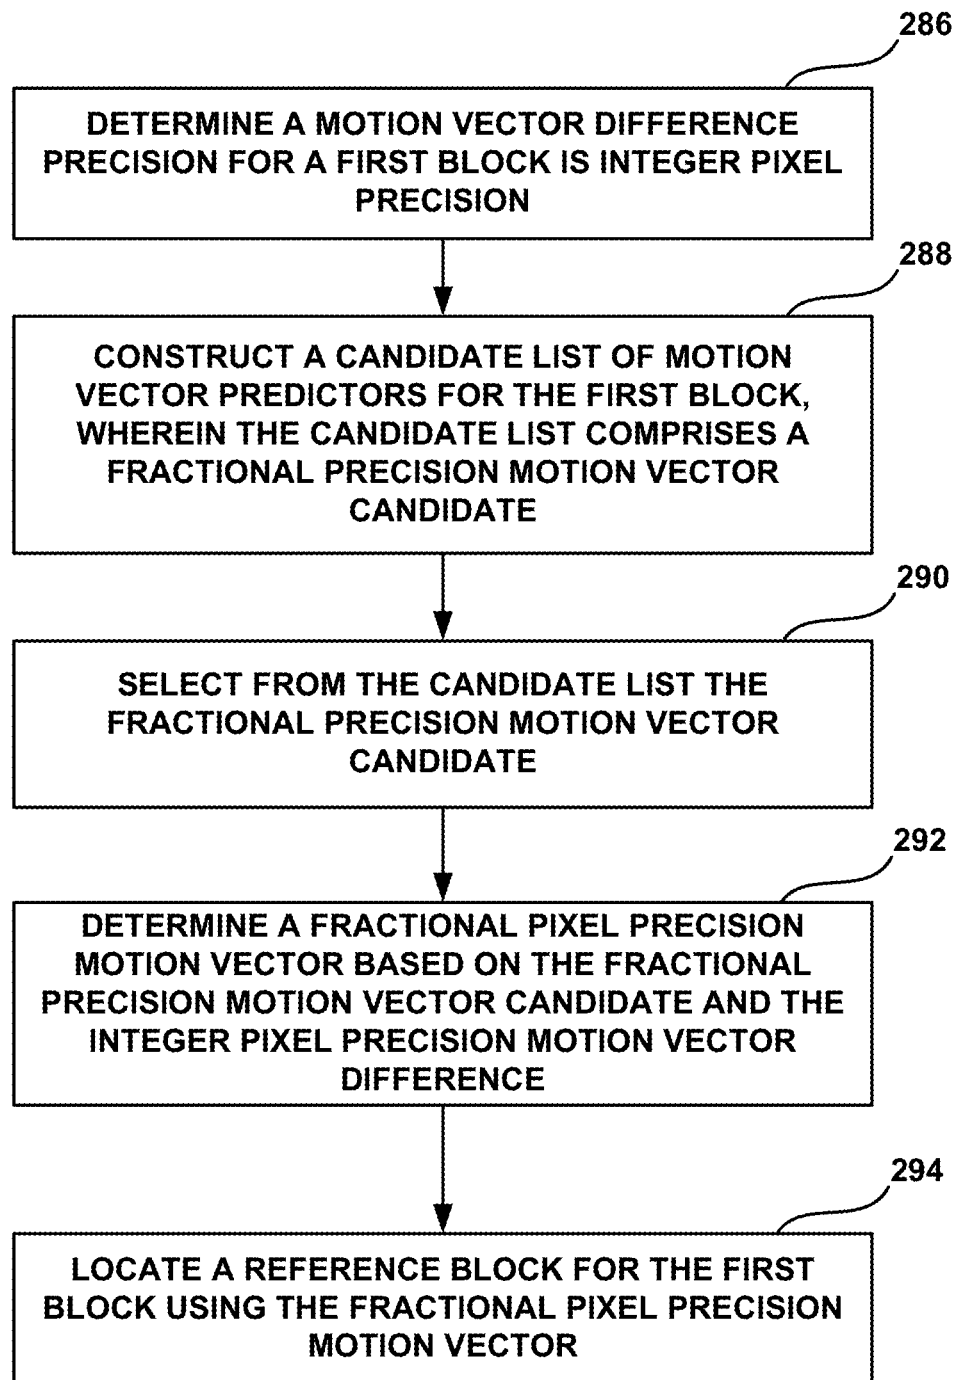 286
DETERMINE A MOTION VECTOR DIFFERENCE
PRECISION FOR A FIRST BLOCK IS INTEGER PIXEL
PRECISION
288
CONSTRUCT A CANDIDATE LIST OF MOTION
VECTOR PREDICTORS FOR THE FIRST BLOCK,
WHEREIN THE CANDIDATE LIST COMPRISES A
FRACTIONAL PRECISION MOTION VECTOR
CANDIDATE
290
SELECT FROM THE CANDIDATE LIST THE
FRACTIONAL PRECISION MOTION VECTOR
CANDIDATE
292
DETERMINE A FRACTIONAL PIXEL PRECISION
MOTION VECTOR BASED ON THE FRACTIONAL
PRECISION MOTION VECTOR CANDIDATE AND THE
INTEGER PIXEL PRECISION MOTION VECTOR
DIFFERENCE
294
LOCATE A REFERENCE BLOCK FOR THE FIRST
BLOCK USING THE FRACTIONAL PIXEL PRECISION
MOTION VECTOR